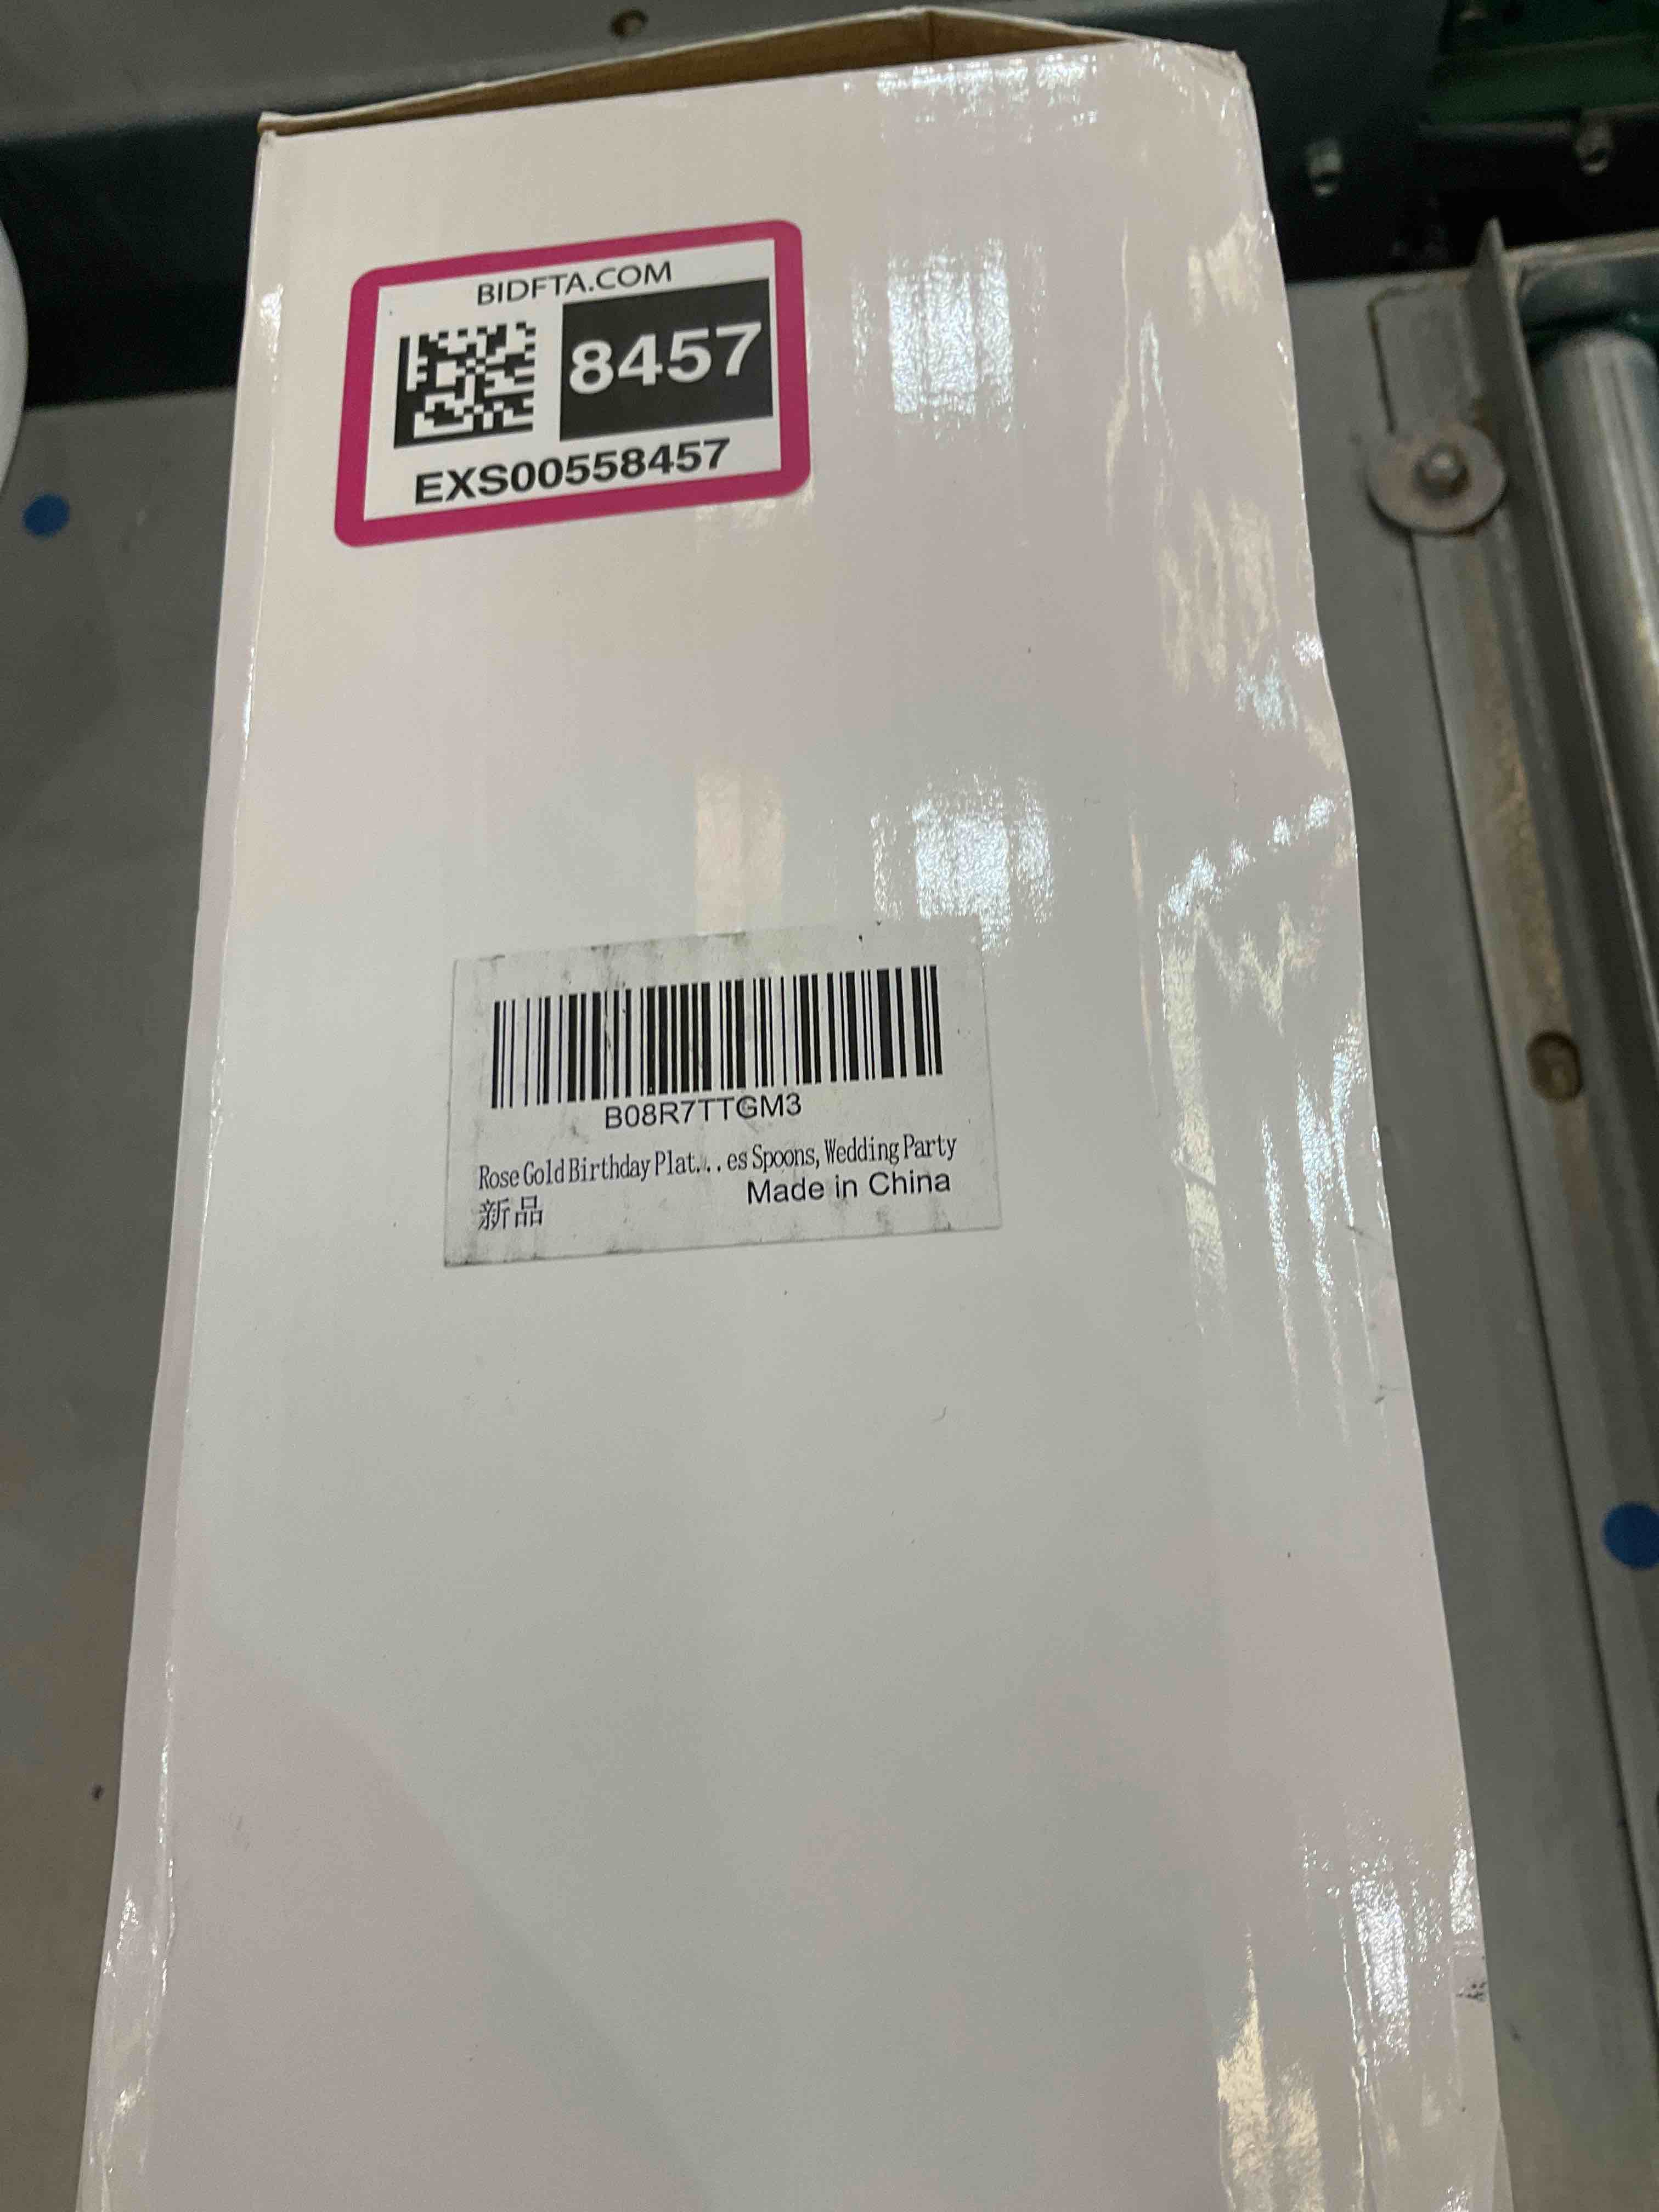 BIDFTA.COM
8457
EXS00558457
B08R7TTGM3
Rose Gold Birthday Plat...es Spoons, Wedding Party
新品
Made in China